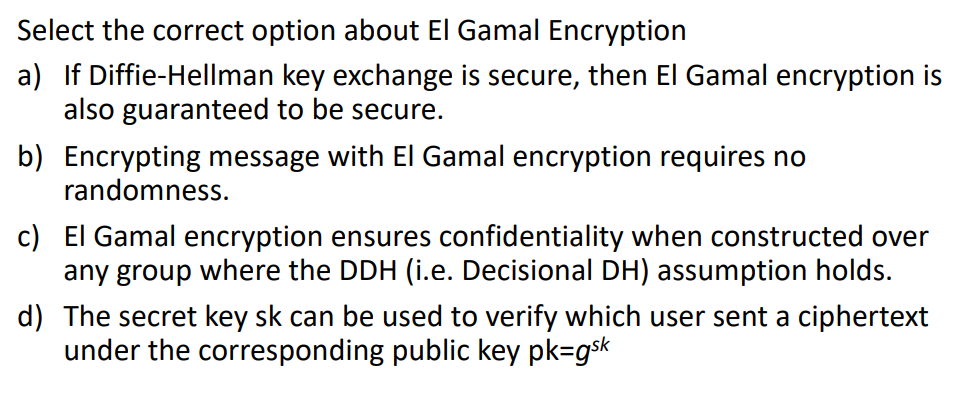 Select the correct option about El Gamal Encryption
a) If Diffie-Hellman key exchange is secure, then El Gamal encryption is
also guaranteed to be secure.
b) Encrypting message with El Gamal encryption requires no
randomness.
c) El Gamal encryption ensures confidentiality when constructed over
any group where the DDH (i.e. Decisional DH) assumption holds.
d) The secret key sk can be used to verify which user sent a ciphertext
under the corresponding public key pk=g^sk